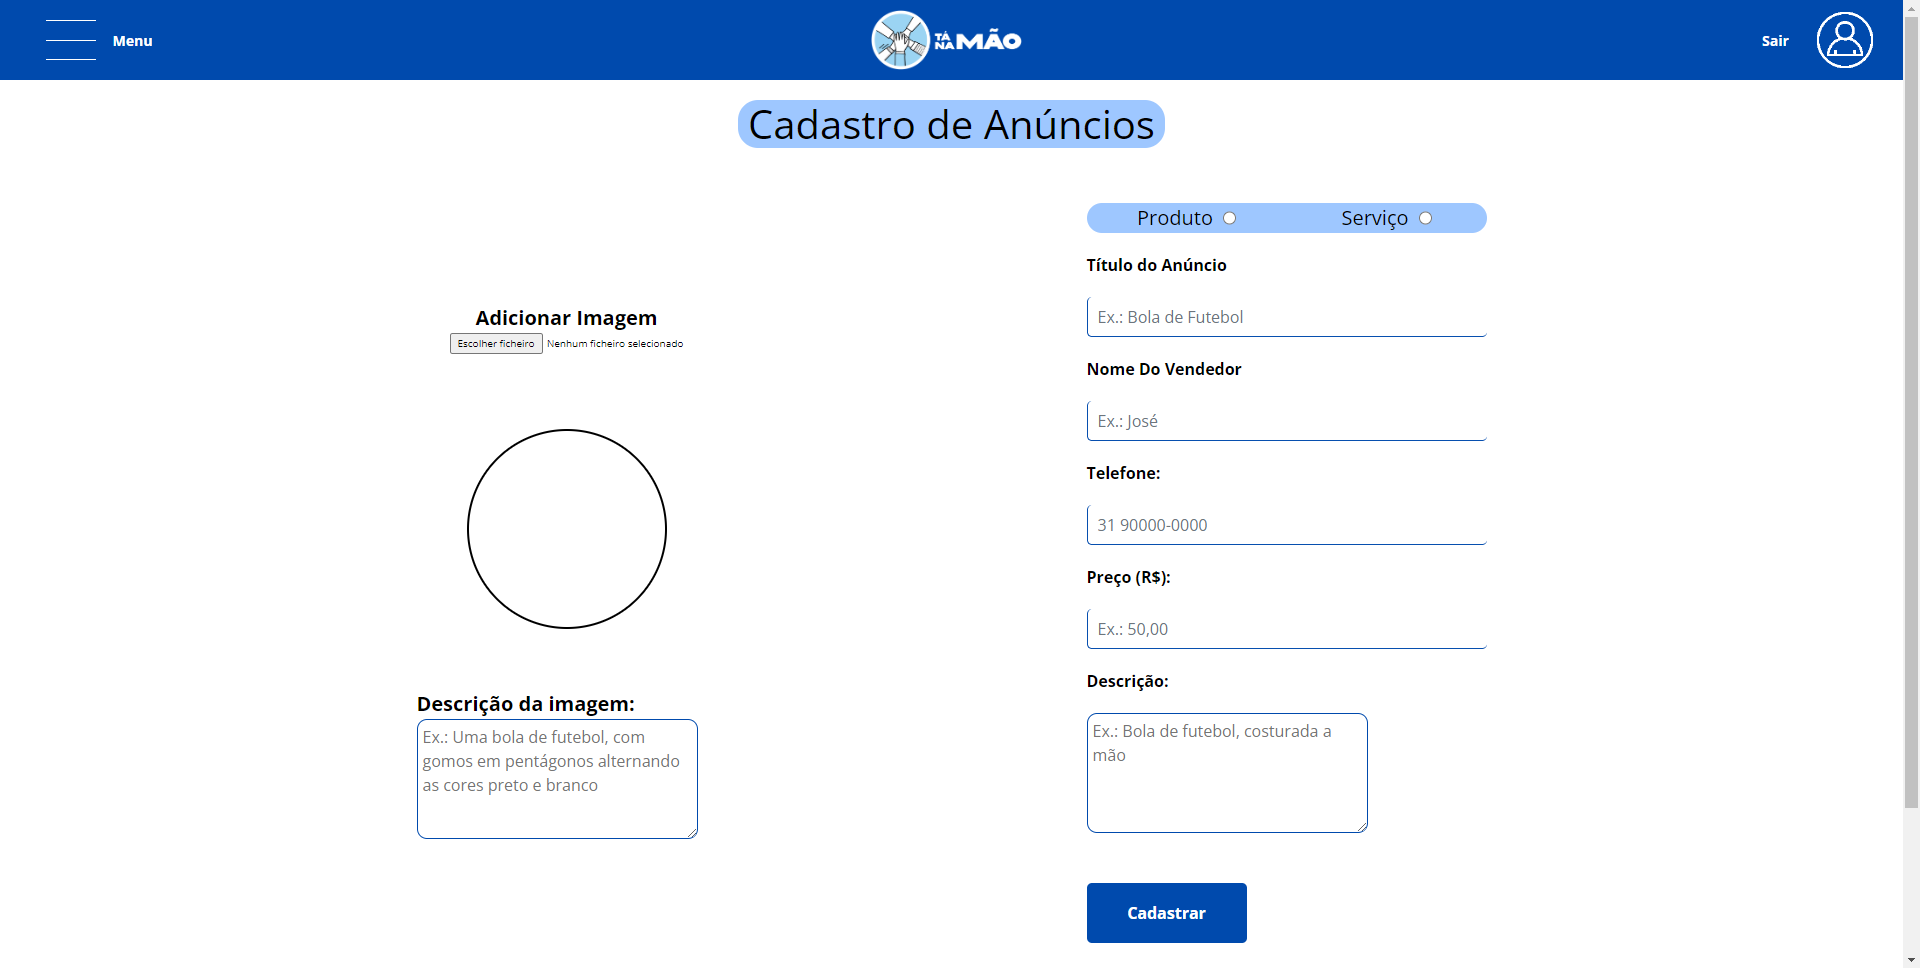 Menu
TÁ NA MÃO
Sair
Cadastro de Anúncios
Produto
Serviço
Adicionar Imagem
Escolher ficheiro Nenhum ficheiro selecionado
Descrição da imagem:
Ex.: Uma bola de futebol, com
gomos em pentágonos alternando
as cores preto e branco
Título do Anúncio
Ex.: Bola de Futebol
Nome Do Vendedor
Ex.: José
Telefone:
31 90000-0000
Preço (R$):
Ex.: 50,00
Descrição:
Ex.: Bola de futebol, costurada a
mão
Cadastrar